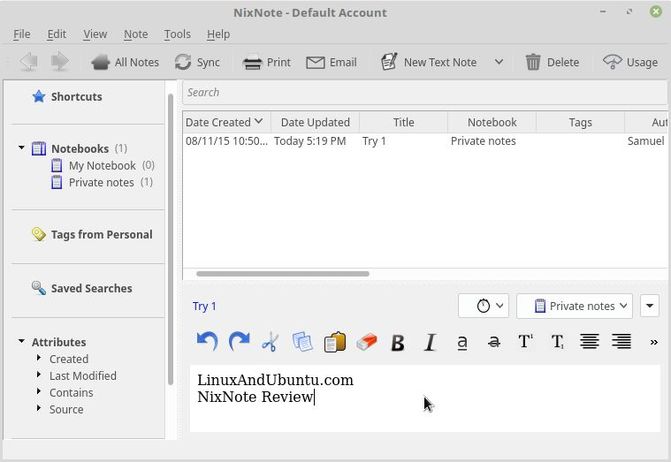 NixNote - Default Account
File Edit View Note Tools Help
All Notes Sync Print Email New Text Note Delete Usage
Shortcuts
Notebooks (1)
My Notebook (0)
Private notes (1)
Tags from Personal
Saved Searches
Attributes
Created
Last Modified
Contains
Source
Search
Date Created Date Updated Title Notebook Tags Aut
08/11/15 10:50... Today 5:19 PM Try 1 Private notes Samuel
Try 1 Private notes
B I a a T¹ T₁ »
LinuxAndUbuntu.com
NixNote Review